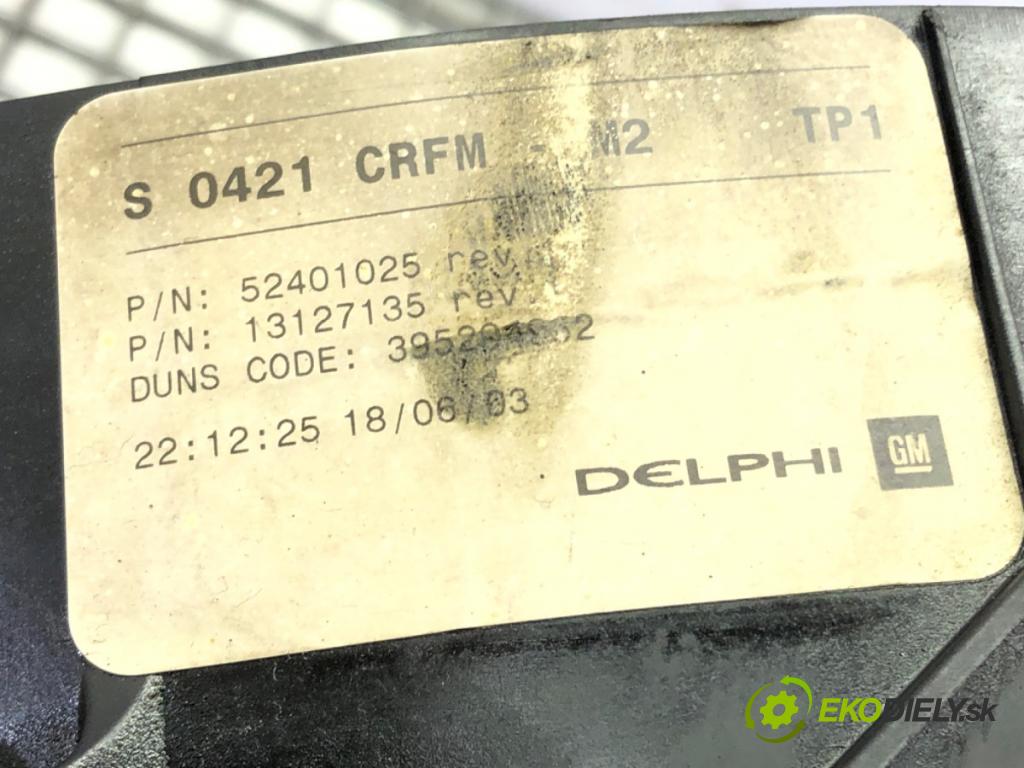 S 0421 CRFM - M2 TP1
P/N: 52401025 rev
P/N: 13127135 rev
DUNS CODE:
22:12:25 18/06/03
DELPHI GM
EKODIELY.sk